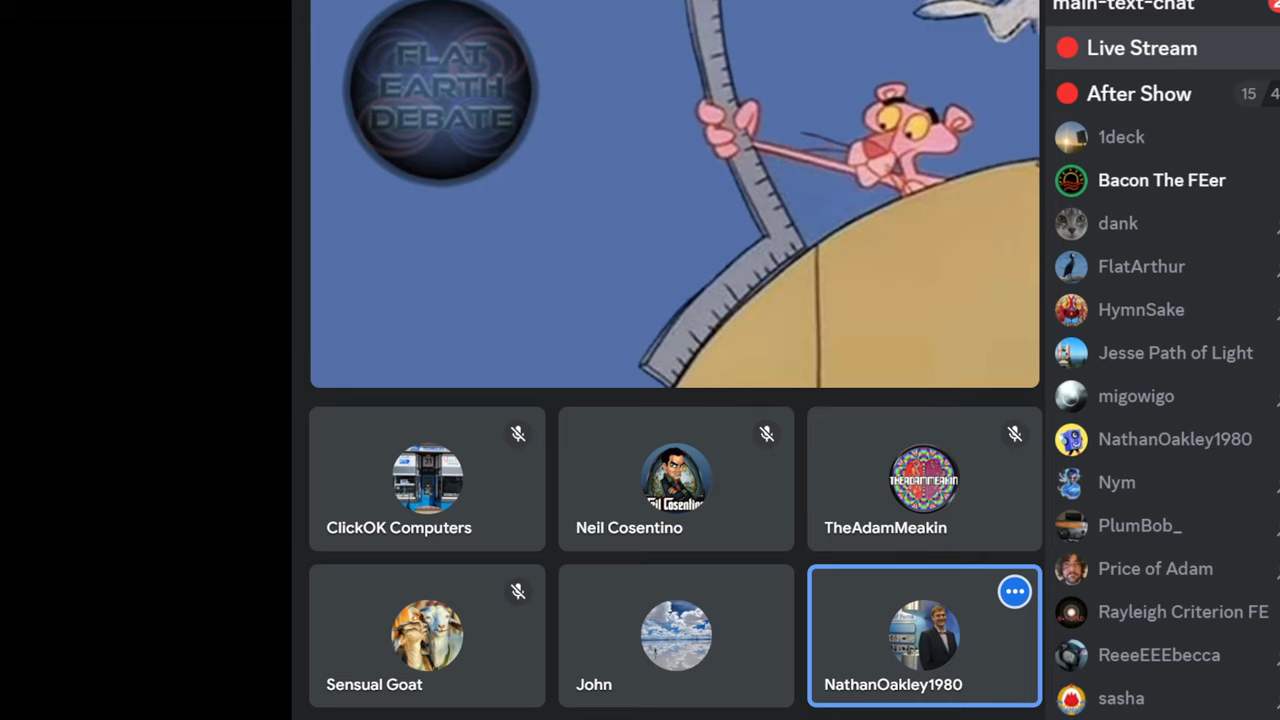 FLAT
EARTH
DEBATE
ClickOK Computers
Neil Cosentino
TheAdamMeakin
THEADAMMEAKIN
Sensual Goat
John
NathanOakley1980
main-text-chat
Live Stream
After Show
15
1deck
Bacon The FEer
dank
FlatArthur
HymnSake
Jesse Path of Light
migowigo
NathanOakley1980
Nym
PlumBob_
Price of Adam
Rayleigh Criterion FE
ReeeEEEbecca
sasha